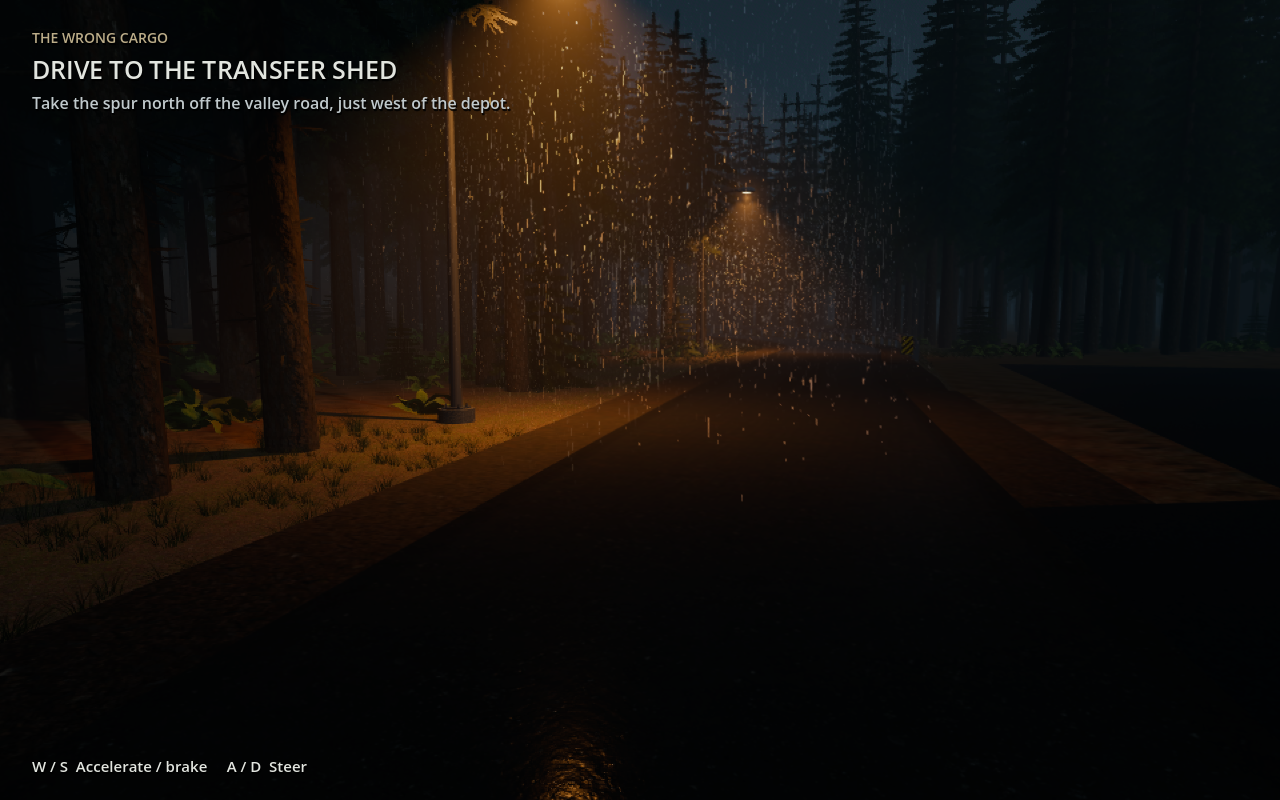 THE WRONG CARGO
DRIVE TO THE TRANSFER SHED
Take the spur north off the valley road, just west of the depot.
W / S Accelerate / brake A / D Steer